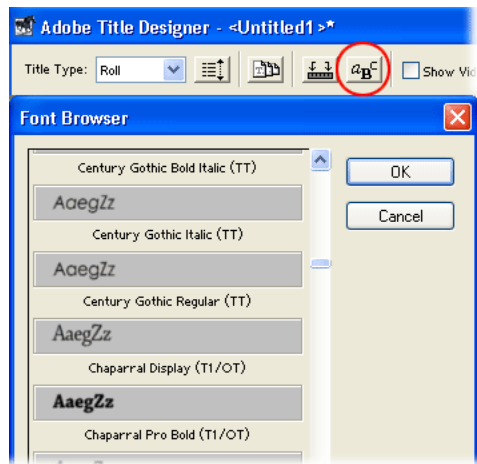 Adobe Title Designer - <Untitled1>*
Title Type: Roll aBC Show Vid
Font Browser
Century Gothic Bold Italic (TT)
OK
AaegZz
Cancel
Century Gothic Italic (TT)
AaegZz
Century Gothic Regular (TT)
AaegZz
Chaparral Display (T1/OT)
AaegZz
Chaparral Pro Bold (T1/OT)